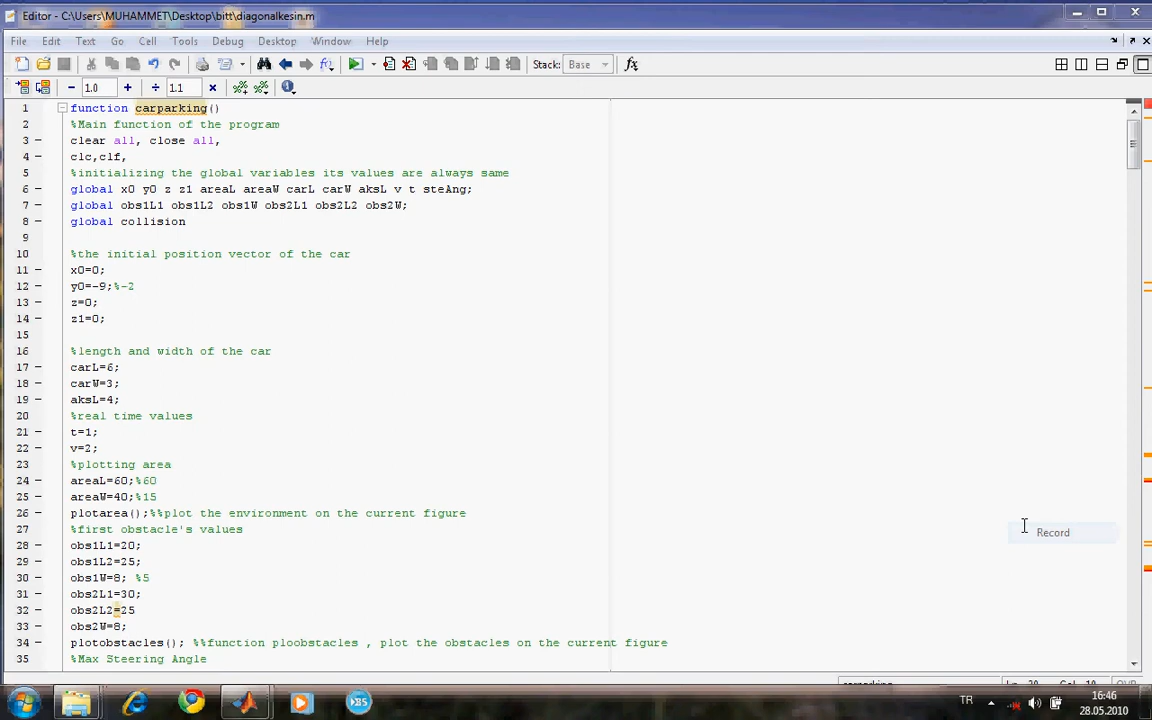 Editor - C:\Users\MUHAMMET\Desktop\bitt\diagonalkesin.m
File Edit Text Go Cell Tools Debug Desktop Window Help
Stack: Base fx
1.0 1.1
1 function carparking()
2 %Main function of the program
3 clear all, close all,
4 clc,clf,
5 %initializing the global variables its values are always same
6 global x0 y0 z z1 areaL areaW carL carW aksL v t steAng;
7 global obs1L1 obs1L2 obs1W obs2L1 obs2L2 obs2W;
8 global collision
9
10 %the initial position vector of the car
11 x0=0;
12 y0=-9;%-2
13 z=0;
14 z1=0;
15
16 %length and width of the car
17 carL=6;
18 carW=3;
19 aksL=4;
20 %real time values
21 t=1;
22 v=2;
23 %plotting area
24 areaL=60;%60
25 areaW=40;%15
26 plotarea();%%plot the environment on the current figure
27 %first obstacle's values
28 obs1L1=20;
29 obs1L2=25;
30 obs1W=8; %5
31 obs2L1=30;
32 obs2L2=25
33 obs2W=8;
34 plotobstacles(); %%function ploobstacles , plot the obstacles on the current figure
35 %Max Steering Angle
Record
TR
16:46
28.05.2010